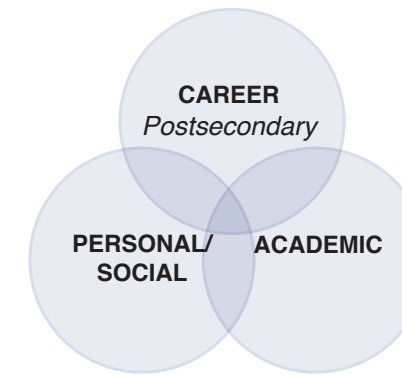 CAREER
Postsecondary
PERSONAL/
SOCIAL
ACADEMIC